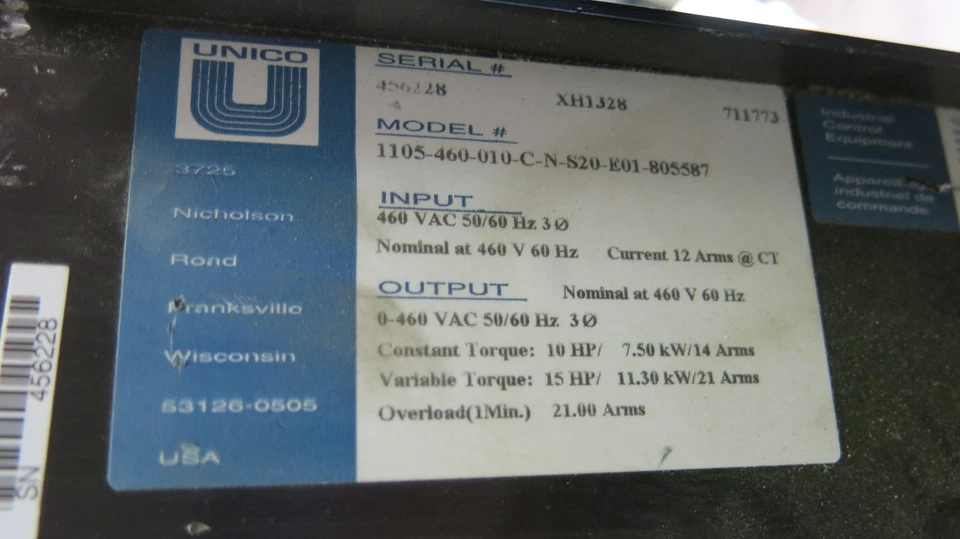 UNICO
3725
Nicholson
Road
Franksville
Wisconsin
53126-0505
USA
SERIAL #
456228 XH1328 711773
MODEL #
1105-460-010-C-N-S20-E01-805587
INPUT
460 VAC 50/60 Hz 3Ø
Nominal at 460 V 60 Hz Current 12 Arms @ CT
OUTPUT Nominal at 460 V 60 Hz
0-460 VAC 50/60 Hz 3Ø
Constant Torque: 10 HP/ 7.50 kW/14 Arms
Variable Torque: 15 HP/ 11.30 kW/21 Arms
Overload(1Min.) 21.00 Arms
Industrial
Control
Equipment
industriel de
commande
SN 456228